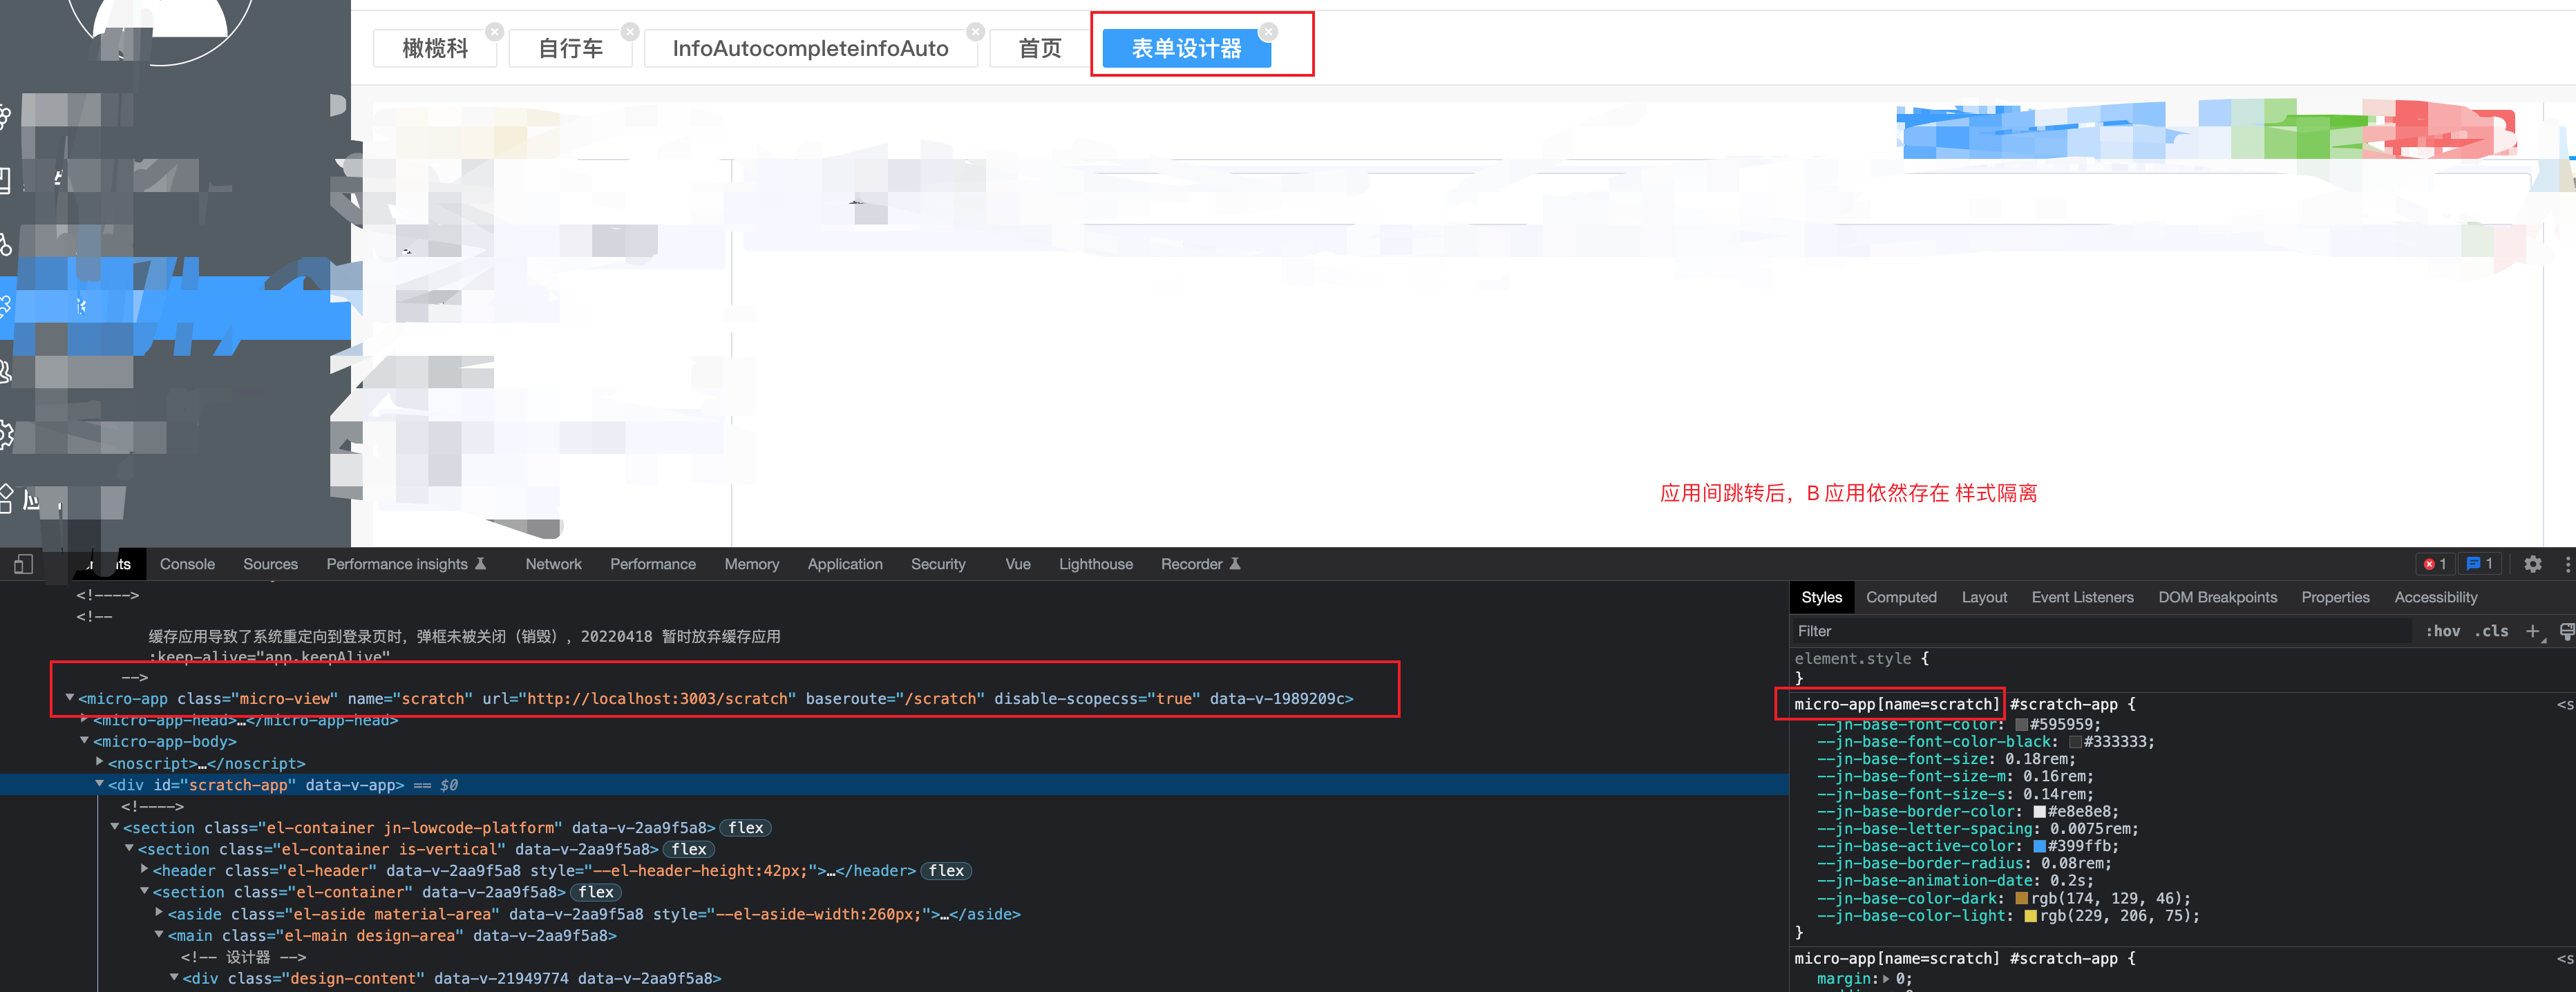 橄榄科
自行车
InfoAutocompleteinfoAuto
首页
表单设计器
应用间跳转后，B 应用依然存在 样式隔离
Console Sources Performance insights Network Performance Memory Application Security Vue Lighthouse Recorder
1 1
<!---->
<!--
缓存应用导致了系统重定向到登录页时，弹框未被关闭（销毁），20220418 暂时放弃缓存应用
:keep-alive="app.keepAlive"
-->
<micro-app class="micro-view" name="scratch" url="http://localhost:3003/scratch" baseroute="/scratch" disable-scopecss="true" data-v-1989209c>
<micro-app-head>…</micro-app-head>
<micro-app-body>
<noscript>…</noscript>
<div id="scratch-app" data-v-app> == $0
<!---->
<section class="el-container jn-lowcode-platform" data-v-2aa9f5a8> flex
<section class="el-container is-vertical" data-v-2aa9f5a8> flex
<header class="el-header" data-v-2aa9f5a8 style="--el-header-height:42px;">…</header> flex
<section class="el-container" data-v-2aa9f5a8> flex
<aside class="el-aside material-area" data-v-2aa9f5a8 style="--el-aside-width:260px;">…</aside>
<main class="el-main design-area" data-v-2aa9f5a8>
<!-- 设计器 -->
<div class="design-content" data-v-21949774 data-v-2aa9f5a8>
Styles Computed Layout Event Listeners DOM Breakpoints Properties Accessibility
Filter :hov .cls +
element.style {
}
micro-app[name=scratch] #scratch-app { <s
--jn-base-font-color: #595959;
--jn-base-font-color-black: #333333;
--jn-base-font-size: 0.18rem;
--jn-base-font-size-m: 0.16rem;
--jn-base-font-size-s: 0.14rem;
--jn-base-border-color: #e8e8e8;
--jn-base-letter-spacing: 0.0075rem;
--jn-base-active-color: #399ffb;
--jn-base-border-radius: 0.08rem;
--jn-base-animation-date: 0.2s;
--jn-base-color-dark: rgb(174, 129, 46);
--jn-base-color-light: rgb(229, 206, 75);
}
micro-app[name=scratch] #scratch-app { <s
margin: 0;